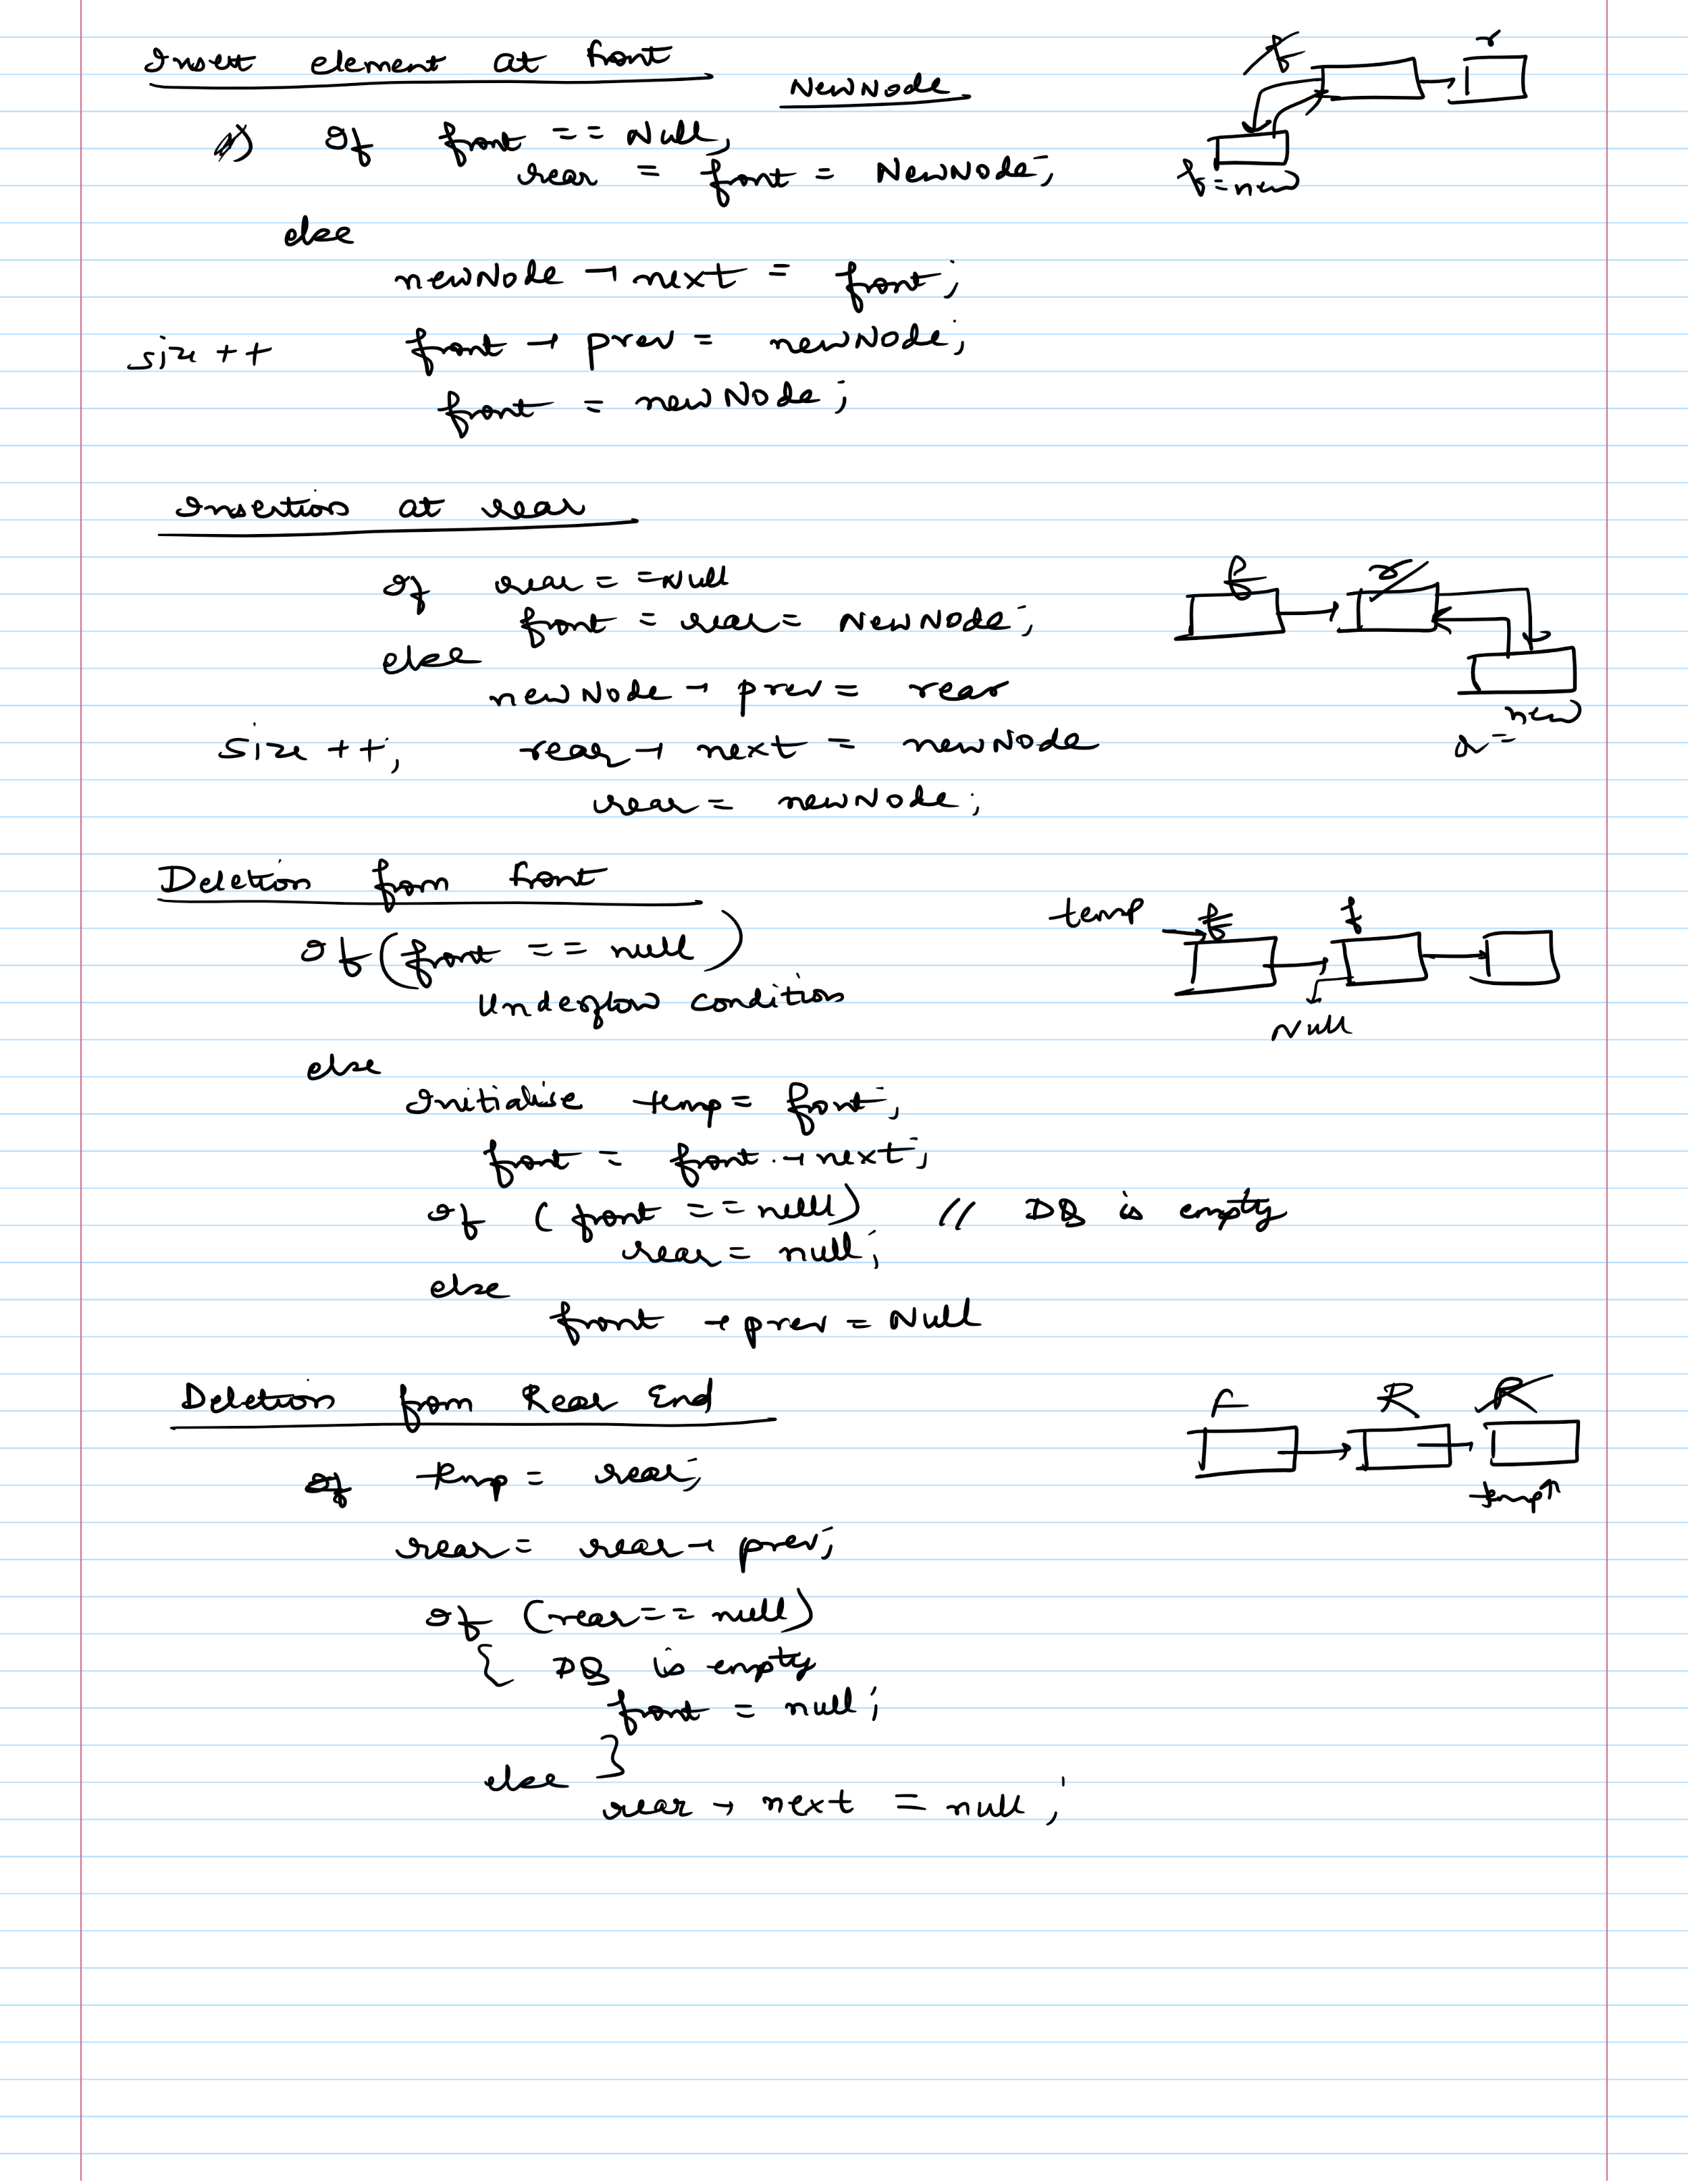 Insert element at front
NewNode
If front == Null,
rear = front = NewNode;
else
newNode → next = front;
size ++ front → prev = newNode;
front = newNode;
f r
f = new
Insertion at rear
If rear == Null
front = rear = NewNode;
else
newNode → prev = rear
size ++; rear → next = newNode
rear = newNode;
f r
new
r =
Deletion from front
If (front == null)
Underflow condition
else
Initialise temp = front;
front = front → next;
If (front == null) // DQ is empty
rear = null;
else
front → prev = Null
temp f f
Null
Deletion from Rear End
If temp = rear;
rear = rear → prev;
If (rear == null)
{ DQ is empty
front = null;
}
else
rear → next = null;
F R R
temp↑